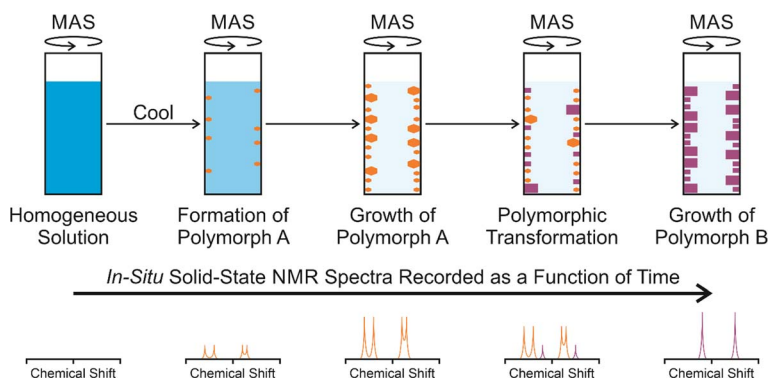 MAS MAS MAS MAS MAS
Cool
Homogeneous Solution
Formation of Polymorph A
Growth of Polymorph A
Polymorphic Transformation
Growth of Polymorph B
In-Situ Solid-State NMR Spectra Recorded as a Function of Time
Chemical Shift Chemical Shift Chemical Shift Chemical Shift Chemical Shift